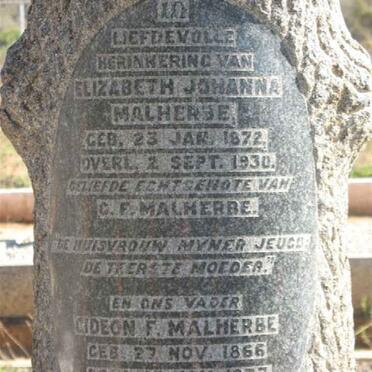 IN
LIEFDEVOLLE
HERINNERING VAN
ELIZABETH JOHANNA
MALHERBE
GEB. 23 JAN. 1872
OVERL. 2 SEPT. 1930.
GELIEFDE ECHTGENOTE VAN
G. F. MALHERBE.
"DE HUISVROUW MYNER JEUGD:
DE TEERSTE MOEDER."
EN ONS VADER
GIDEON F. MALHERBE
GEB. 27 NOV. 1866